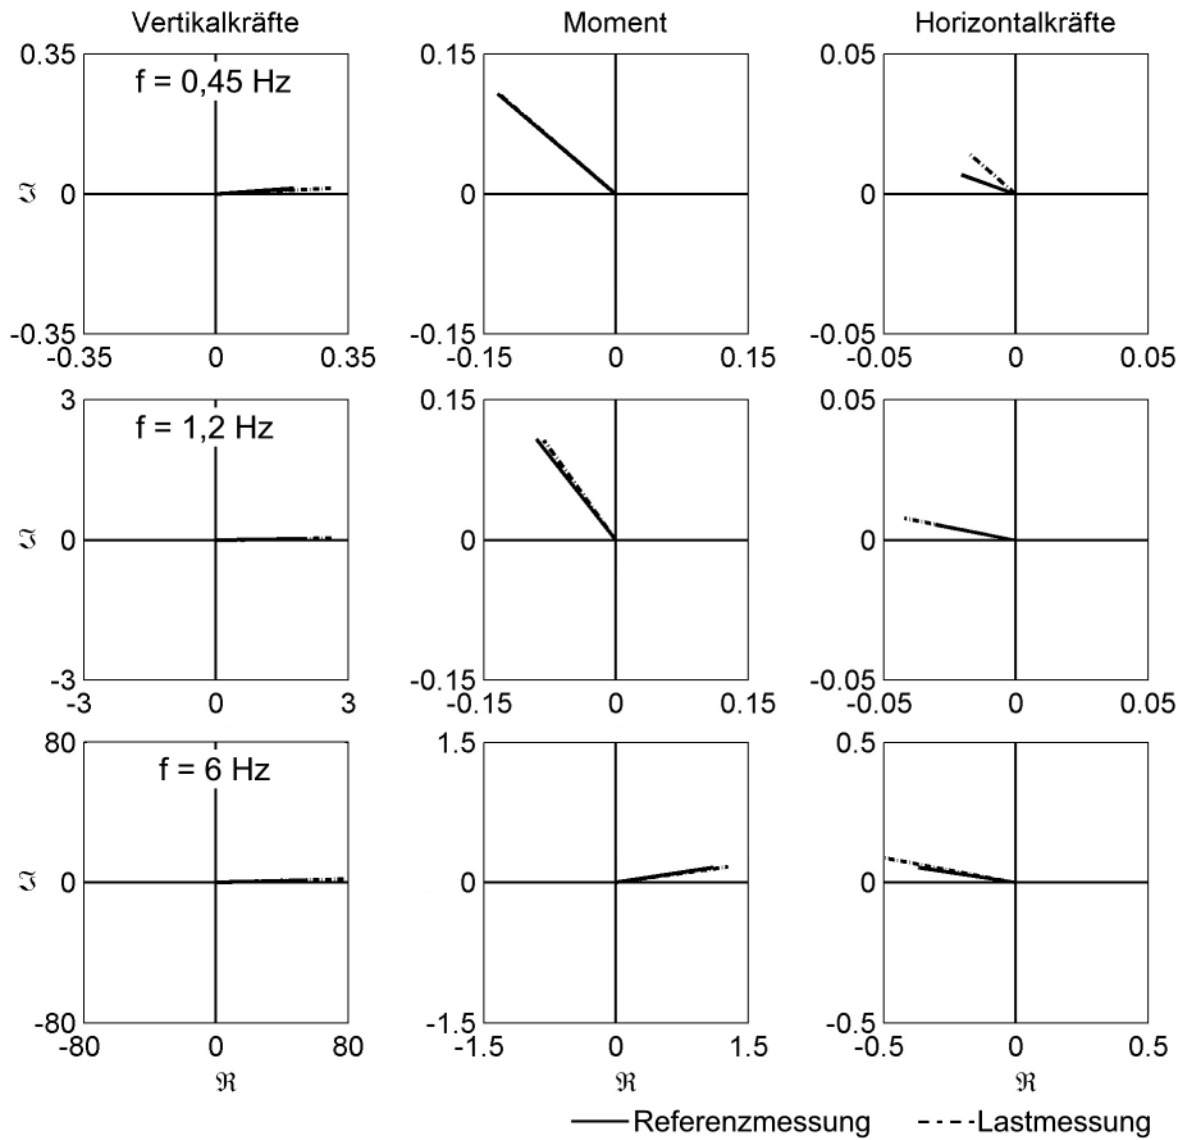 Vertikalkräfte Moment Horizontalkräfte
0.35 0.15 0.05
f = 0,45 Hz
ℑ 0 0 0
-0.35 -0.15 -0.05
-0.35 0 0.35 -0.15 0 0.15 -0.05 0 0.05
3 0.15 0.05
f = 1,2 Hz
ℑ 0 0 0
-3 -0.15 -0.05
-3 0 3 -0.15 0 0.15 -0.05 0 0.05
80 1.5 0.5
f = 6 Hz
ℑ 0 0 0
-80 -1.5 -0.5
-80 0 80 -1.5 0 1.5 -0.5 0 0.5
ℜ ℜ ℜ
Referenzmessung Lastmessung